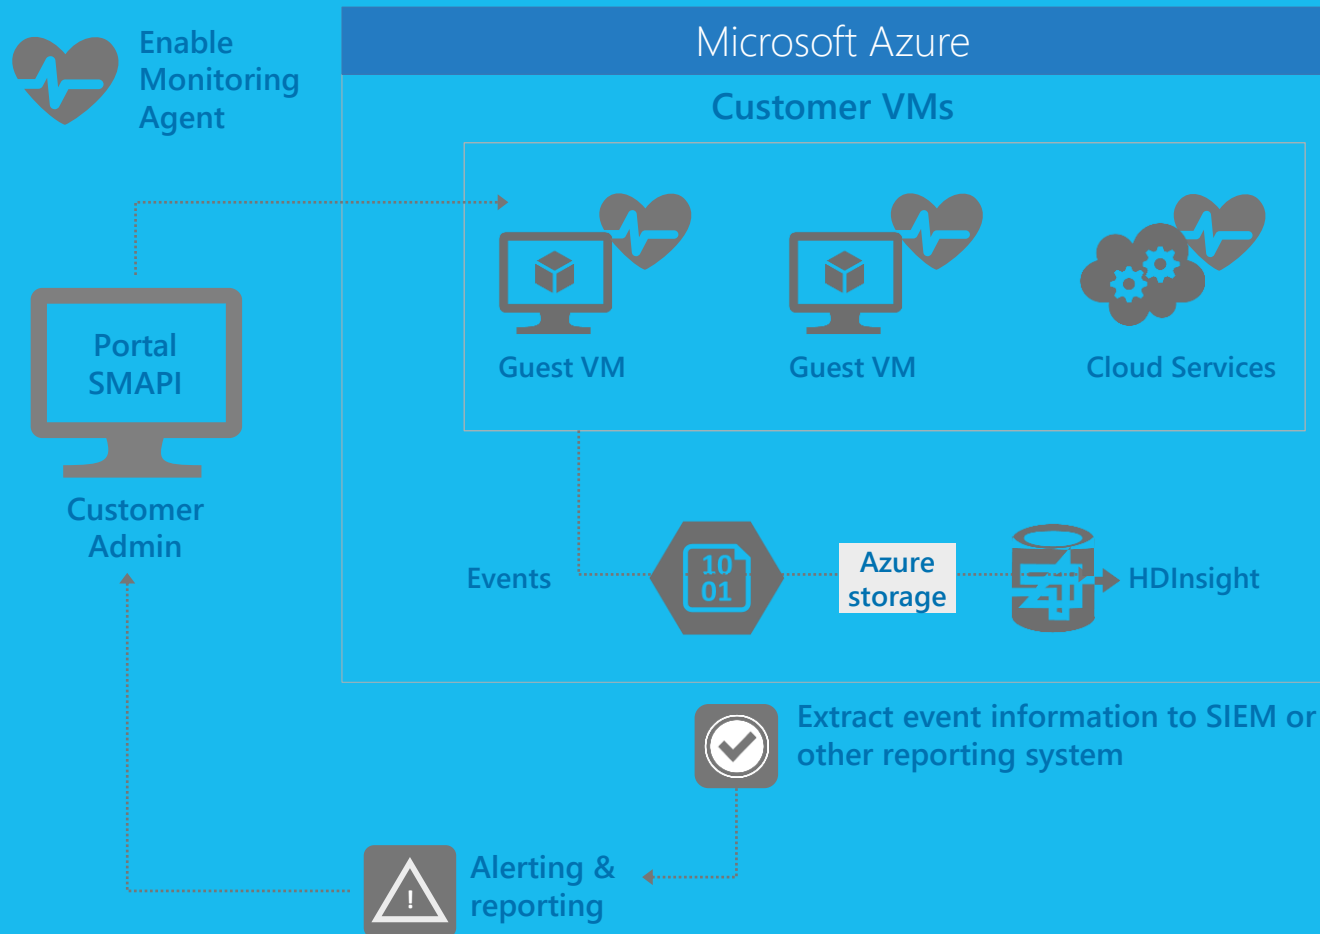 Enable
Monitoring
Agent
Microsoft Azure
Customer VMs
Guest VM
Guest VM
Cloud Services
Portal
SMAPI
Customer
Admin
Events
10
01
Azure
storage
HDInsight
Extract event information to SIEM or
other reporting system
!
Alerting &
reporting